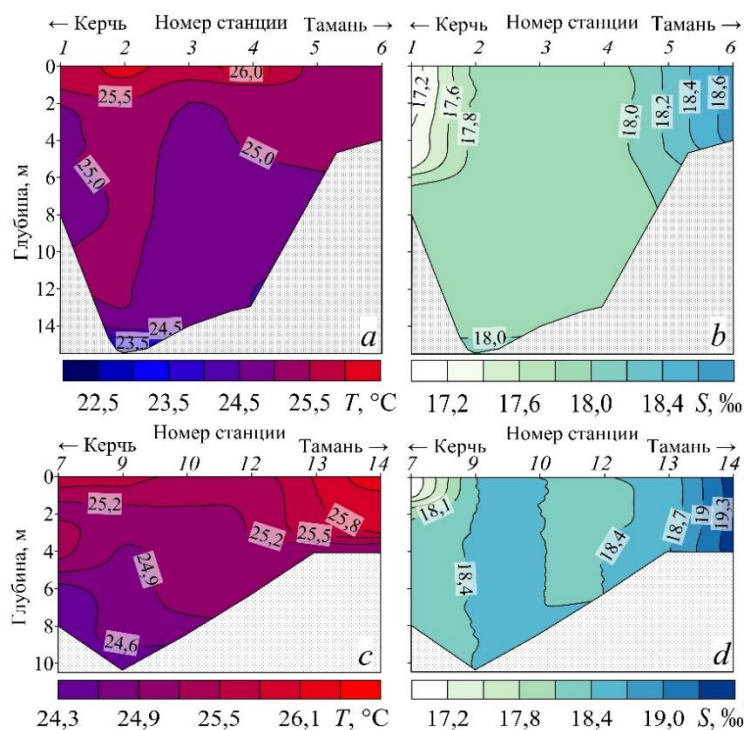 ← Керчь Номер станции Тамань → ← Керчь Номер станции Тамань →
1 2 3 4 5 6 1 2 3 4 5 6
Глубина, м
0
2
4
6
8
10
12
14
26,0
25,5
25,0
25,0
24,5
23,5
a
17,2
17,6
17,8
18,0
18,2
18,4
18,6
18,0
b
22,5 23,5 24,5 25,5 T, °C
17,2 17,6 18,0 18,4 S, ‰
← Керчь Номер станции Тамань → ← Керчь Номер станции Тамань →
7 9 10 12 13 14 7 9 10 12 13 14
Глубина, м
0
2
4
6
8
10
25,2
25,2
25,5
25,8
24,9
24,6
c
18,1
18,4
18,4
18,7
19
19,3
d
24,3 24,9 25,5 26,1 T, °C
17,2 17,8 18,4 19,0 S, ‰